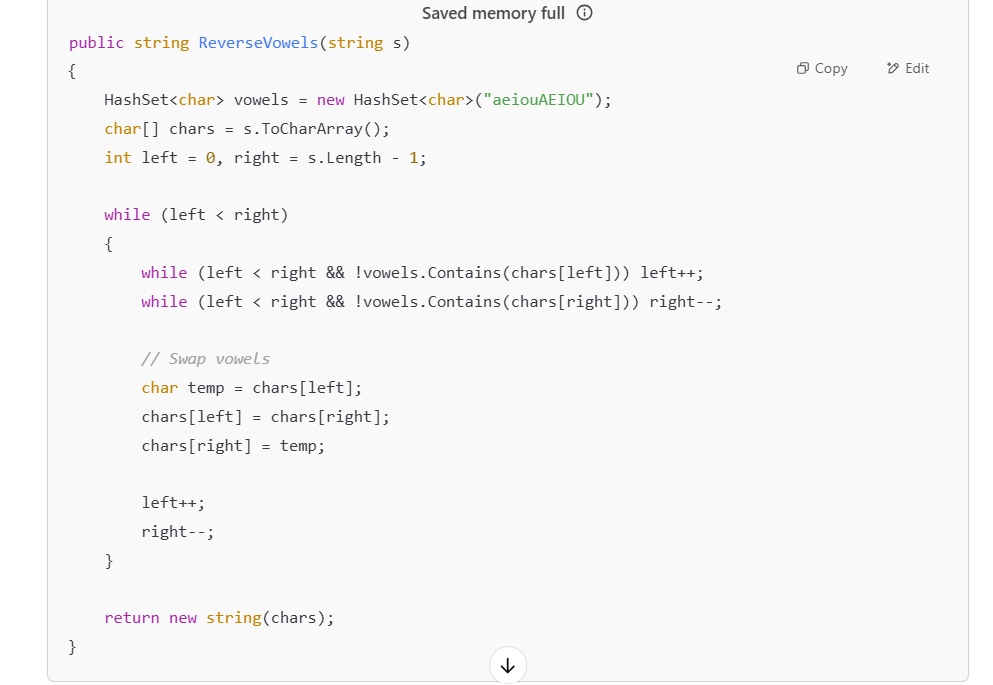 Saved memory full
public string ReverseVowels(string s)
{
Copy Edit
    HashSet<char> vowels = new HashSet<char>("aeiouAEIOU");
    char[] chars = s.ToCharArray();
    int left = 0, right = s.Length - 1;

    while (left < right)
    {
        while (left < right && !vowels.Contains(chars[left])) left++;
        while (left < right && !vowels.Contains(chars[right])) right--;

        // Swap vowels
        char temp = chars[left];
        chars[left] = chars[right];
        chars[right] = temp;

        left++;
        right--;
    }

    return new string(chars);
}